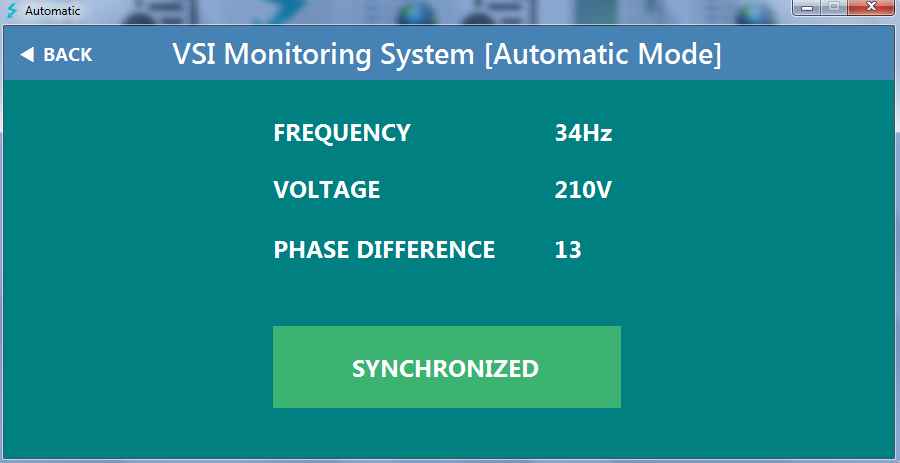 Automatic
BACK
VSI Monitoring System [Automatic Mode]
FREQUENCY 34Hz
VOLTAGE 210V
PHASE DIFFERENCE 13
SYNCHRONIZED